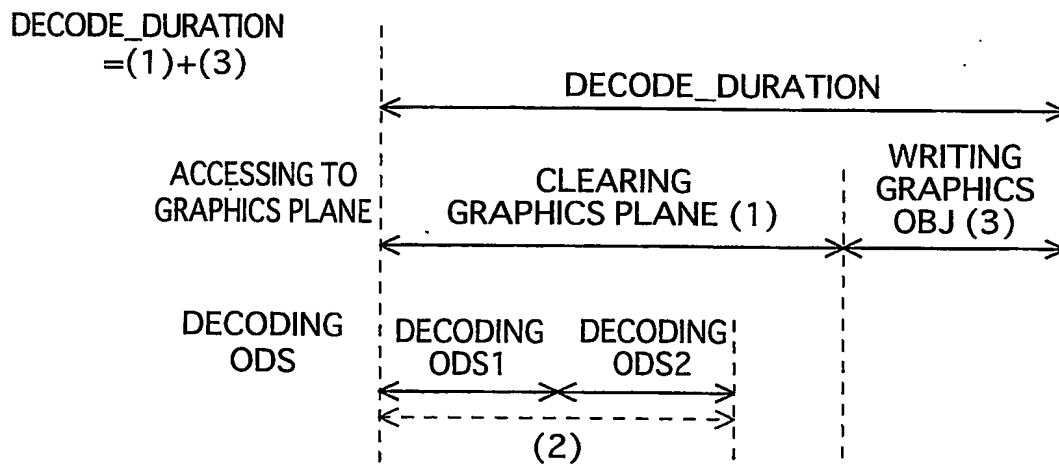 DECODE_DURATION
=(1)+(3)
DECODE_DURATION
ACCESSING TO
GRAPHICS PLANE
CLEARING
GRAPHICS PLANE (1)
WRITING
GRAPHICS
OBJ (3)
DECODING
ODS
DECODING
ODS1
DECODING
ODS2
(2)